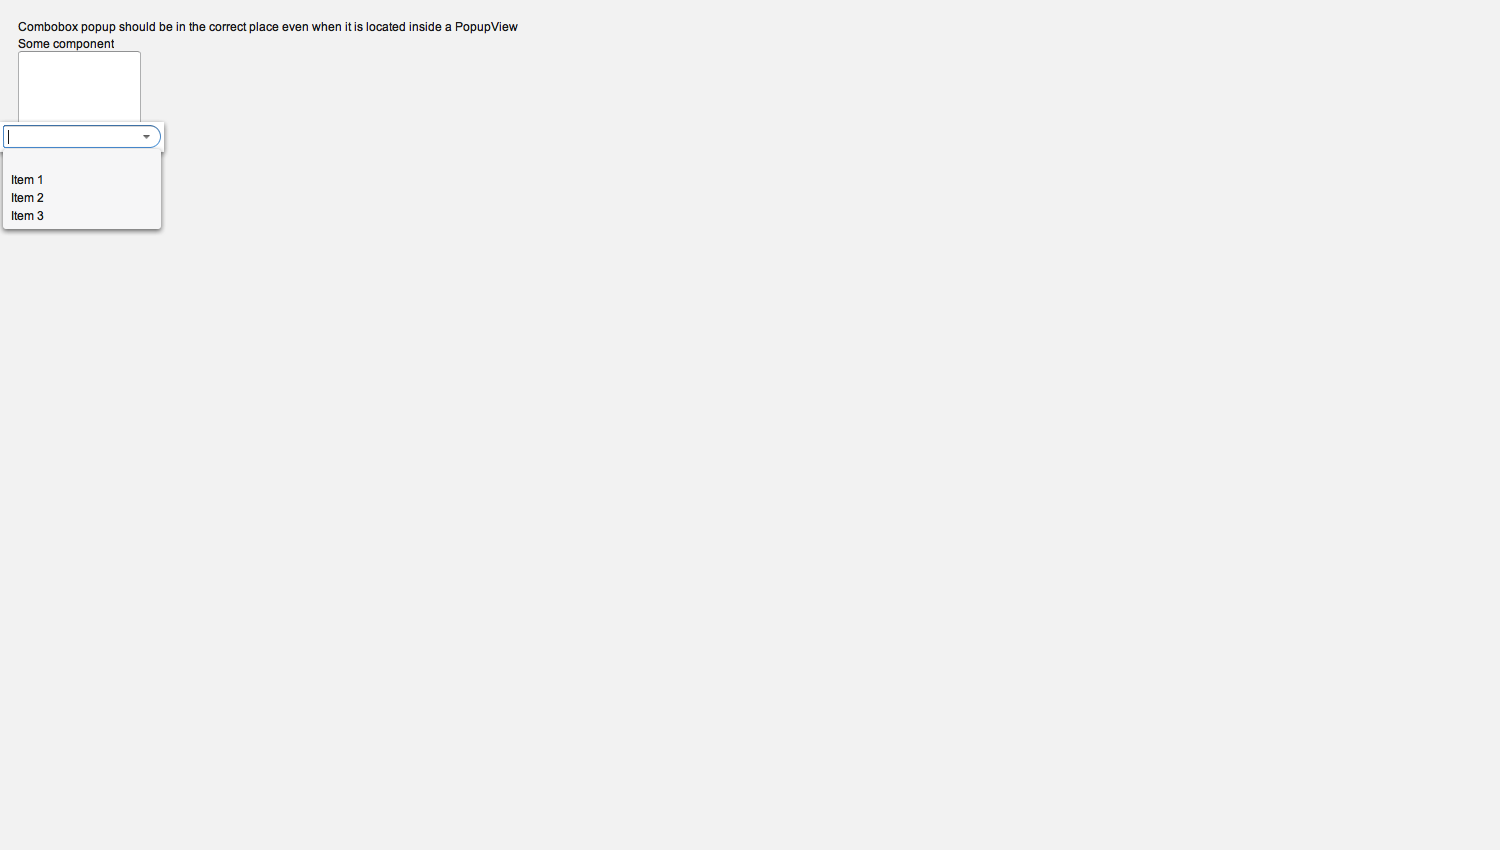 Combobox popup should be in the correct place even when it is located inside a PopupView
Some component
Item 1
Item 2
Item 3